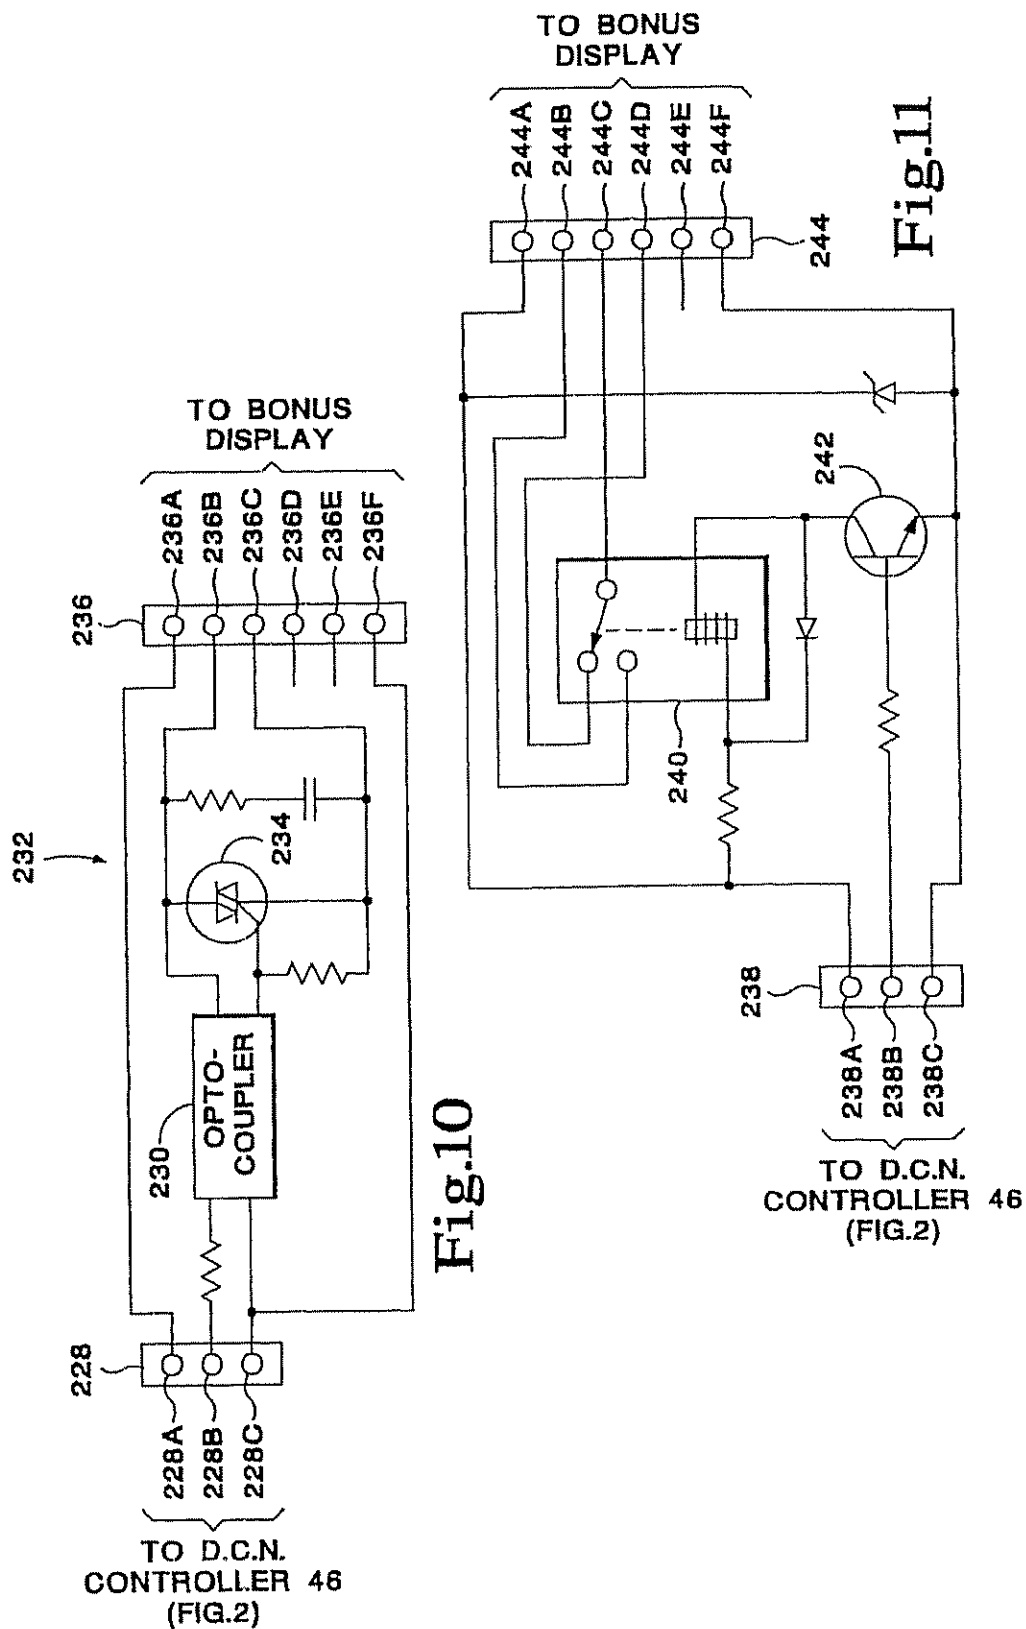 TO BONUS
DISPLAY
236
236A
236B
236C
236D
236E
236F
232
234
230
OPTO-
COUPLER
228
228A
228B
228C
TO D.C.N.
CONTROLLER 46
(FIG.2)
Fig.10
TO BONUS
DISPLAY
244A
244B
244C
244D
244E
244F
244
242
240
238
238A
238B
238C
TO D.C.N.
CONTROLLER 46
(FIG.2)
Fig.11